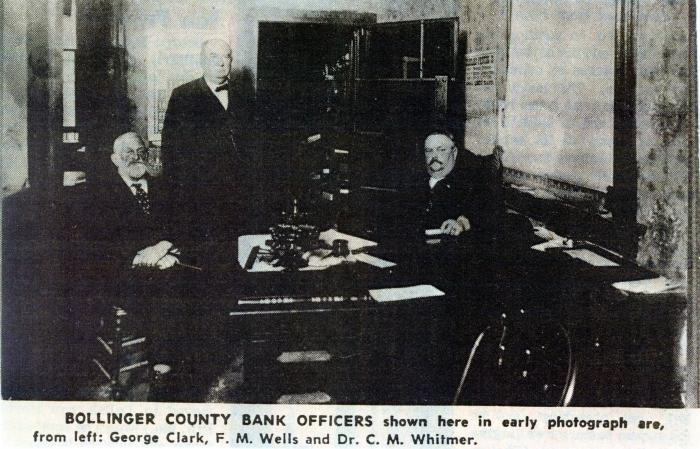 BOLLINGER COUNTY BANK OFFICERS shown here in early photograph are,
from left: George Clark, F. M. Wells and Dr. C. M. Whitmer.